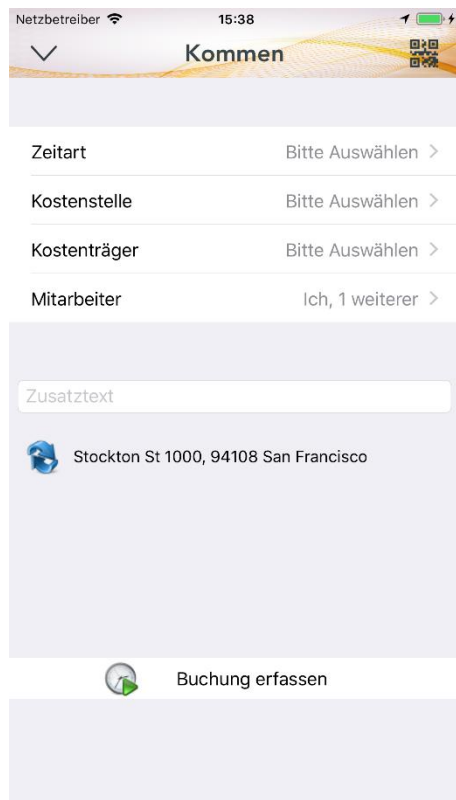 Netzbetreiber 15:38
Kommen
Zeitart Bitte Auswählen
Kostenstelle Bitte Auswählen
Kostenträger Bitte Auswählen
Mitarbeiter Ich, 1 weiterer
Zusatztext
Stockton St 1000, 94108 San Francisco
Buchung erfassen